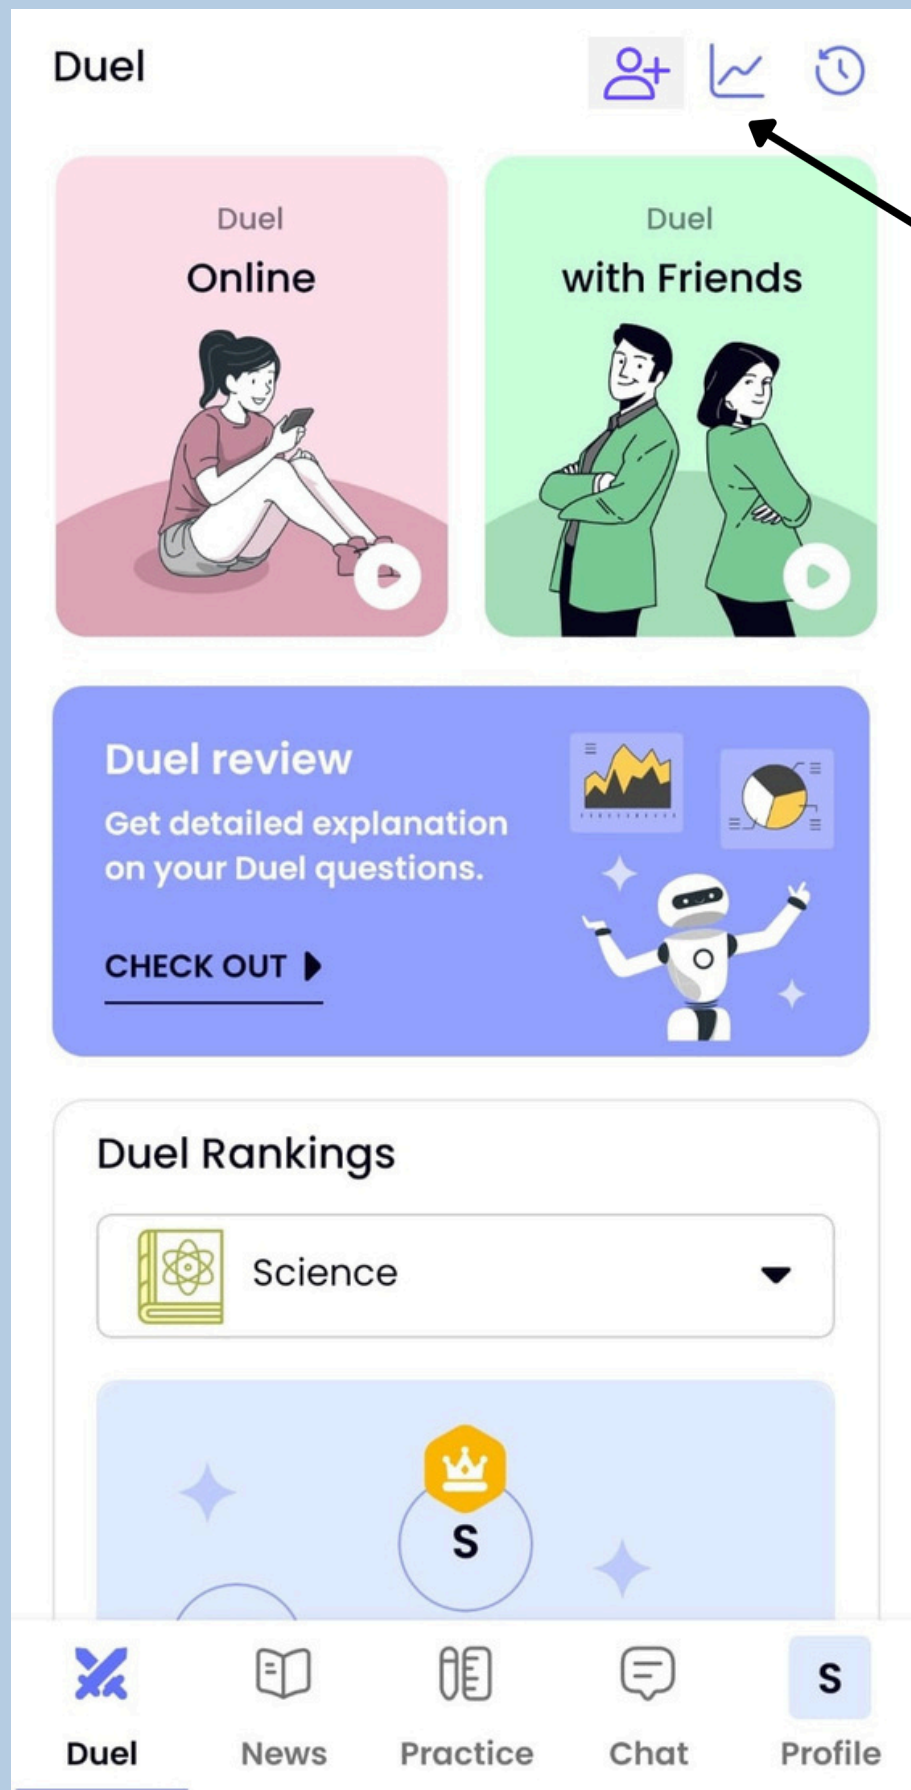 Duel
Duel
Online
Duel
with Friends
Duel review
Get detailed explanation
on your Duel questions.
CHECK OUT
Duel Rankings
Science
S
S
Duel
News
Practice
Chat
Profile